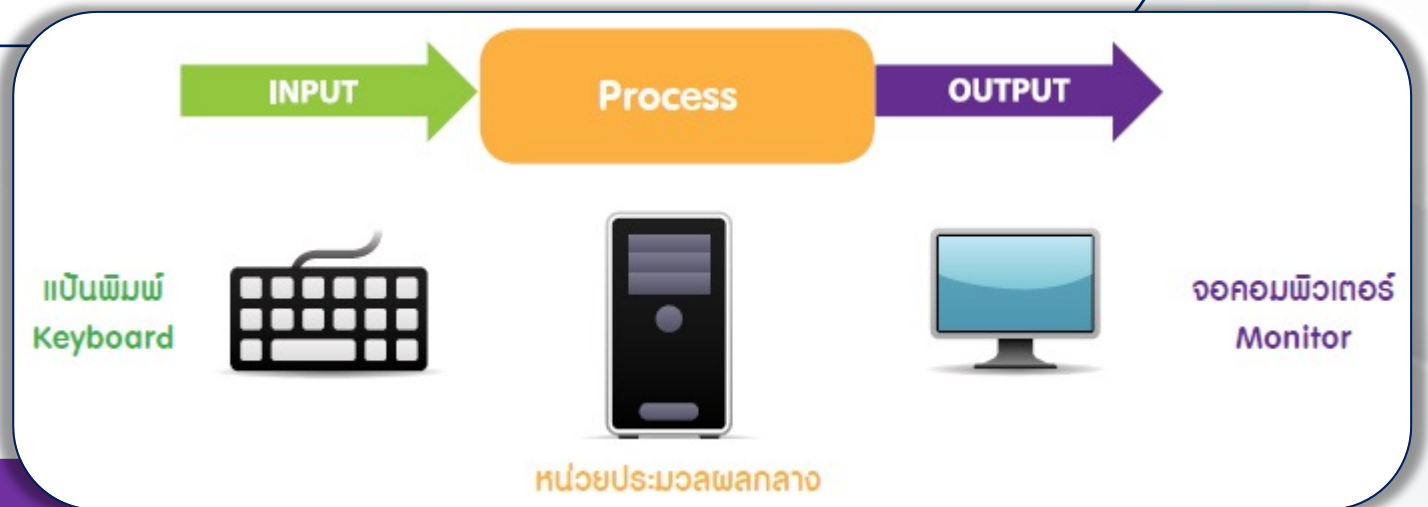 INPUT
Process
OUTPUT
แป้นพิมพ์
Keyboard
จอคอมพิวเตอร์
Monitor
หน่วยประมวลผลกลาง